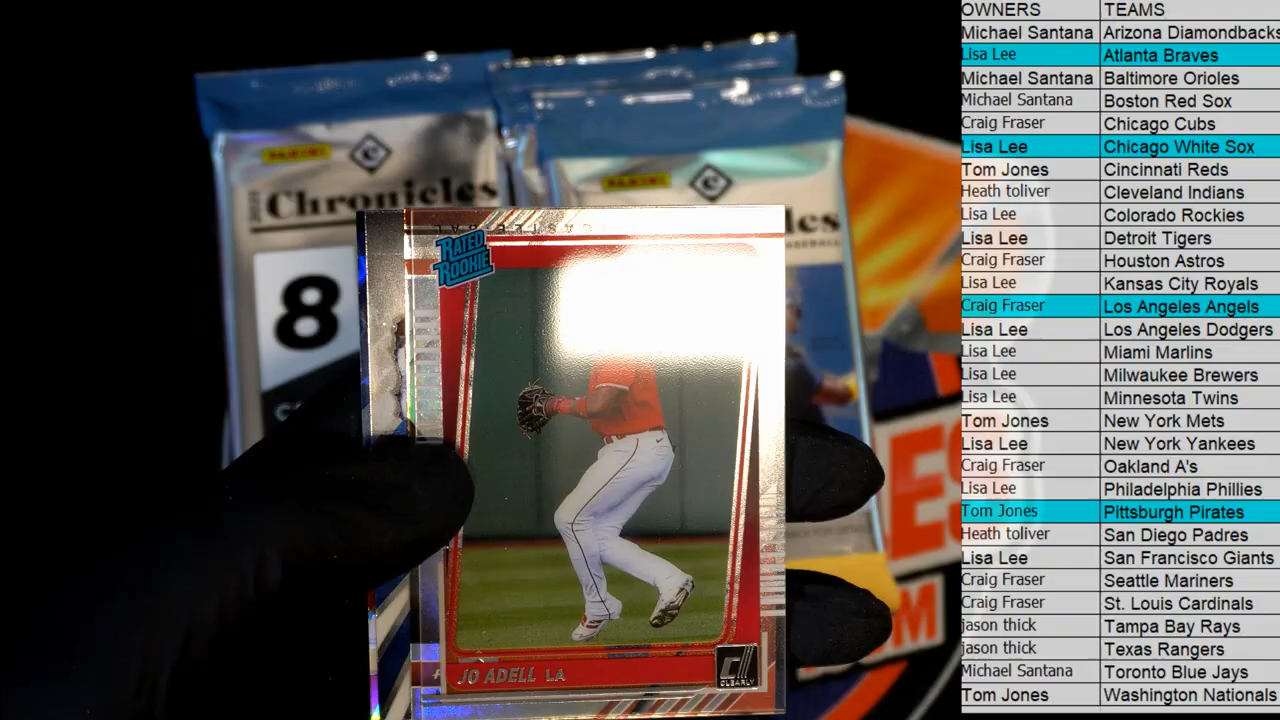 PANINI
Chronicles
8
PANINI
les
BASEBALL
RATED
ROOKIE
JO ADELL LA
CLEARLY
ES
M
OWNERS TEAMS
Michael Santana Arizona Diamondbacks
Lisa Lee Atlanta Braves
Michael Santana Baltimore Orioles
Michael Santana Boston Red Sox
Craig Fraser Chicago Cubs
Lisa Lee Chicago White Sox
Tom Jones Cincinnati Reds
Heath toliver Cleveland Indians
Lisa Lee Colorado Rockies
Lisa Lee Detroit Tigers
Craig Fraser Houston Astros
Lisa Lee Kansas City Royals
Craig Fraser Los Angeles Angels
Lisa Lee Los Angeles Dodgers
Lisa Lee Miami Marlins
Lisa Lee Milwaukee Brewers
Lisa Lee Minnesota Twins
Tom Jones New York Mets
Lisa Lee New York Yankees
Craig Fraser Oakland A's
Lisa Lee Philadelphia Phillies
Tom Jones Pittsburgh Pirates
Heath toliver San Diego Padres
Lisa Lee San Francisco Giants
Craig Fraser Seattle Mariners
Craig Fraser St. Louis Cardinals
jason thick Tampa Bay Rays
jason thick Texas Rangers
Michael Santana Toronto Blue Jays
Tom Jones Washington Nationals